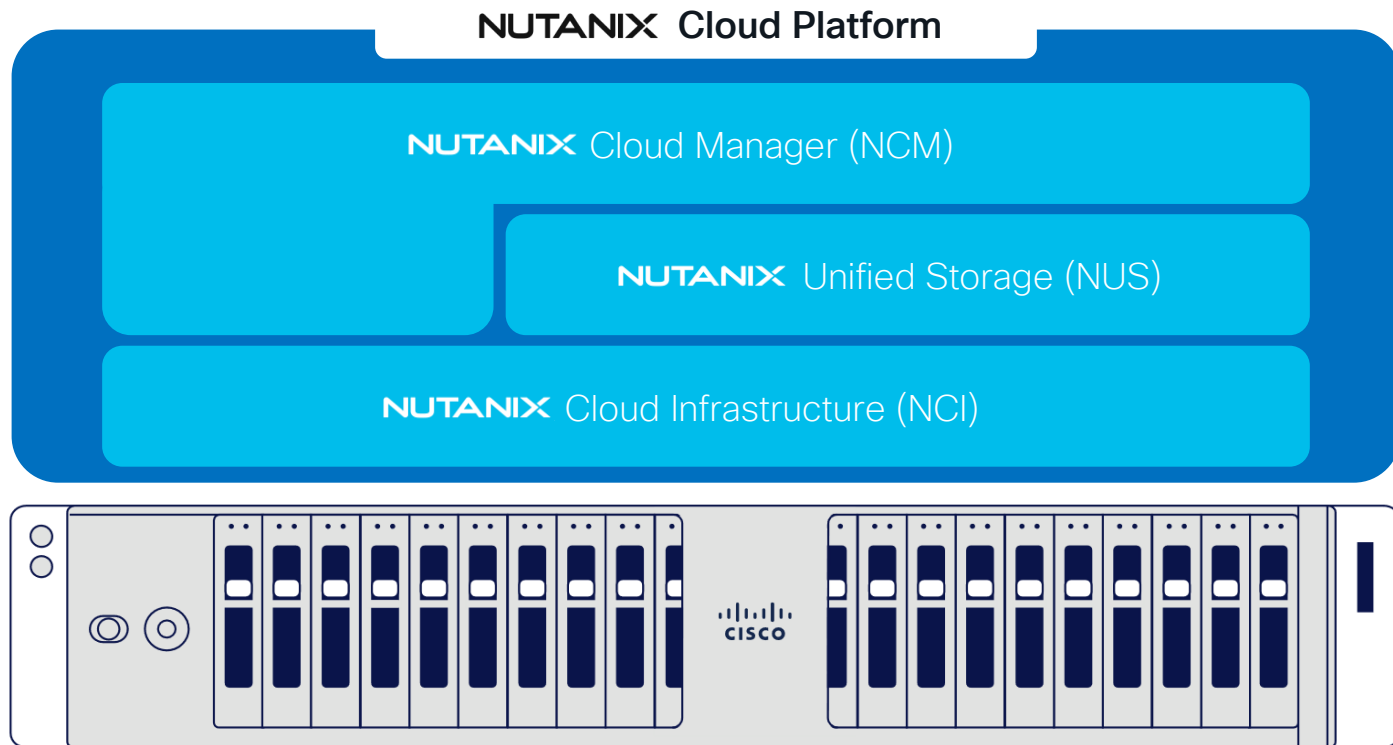 NUTANIX Cloud Platform
NUTANIX Cloud Manager (NCM)
NUTANIX Unified Storage (NUS)
NUTANIX Cloud Infrastructure (NCI)
CISCO